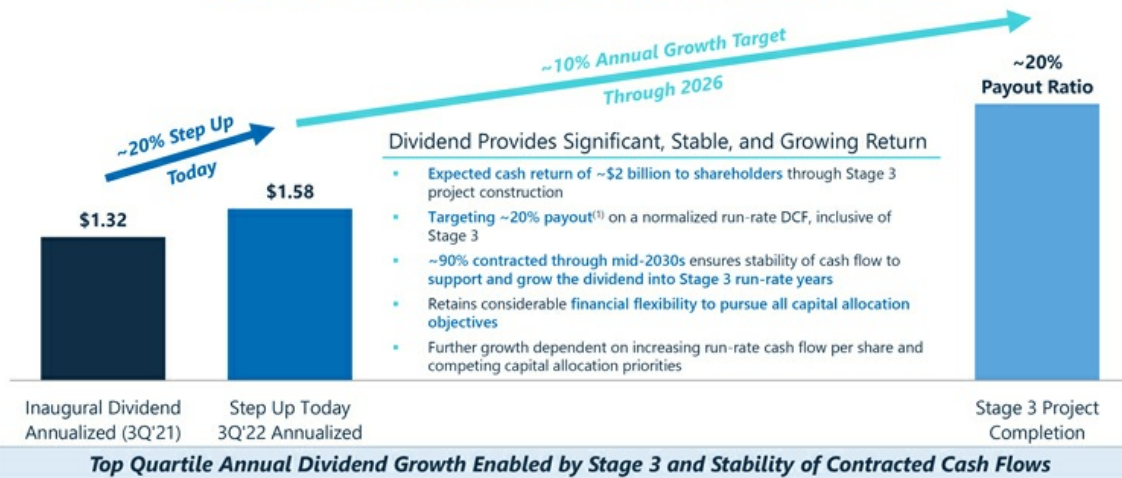 ~10% Annual Growth Target
Through 2026
~20%
Payout Ratio
~20% Step Up
Today
Dividend Provides Significant, Stable, and Growing Return
▪ Expected cash return of ~$2 billion to shareholders through Stage 3
project construction
▪ Targeting ~20% payout(1) on a normalized run-rate DCF, inclusive of
Stage 3
▪ ~90% contracted through mid-2030s ensures stability of cash flow to
support and grow the dividend into Stage 3 run-rate years
▪ Retains considerable financial flexibility to pursue all capital allocation
objectives
▪ Further growth dependent on increasing run-rate cash flow per share and
competing capital allocation priorities
$1.32
$1.58
Inaugural Dividend
Annualized (3Q'21)
Step Up Today
3Q'22 Annualized
Stage 3 Project
Completion
Top Quartile Annual Dividend Growth Enabled by Stage 3 and Stability of Contracted Cash Flows